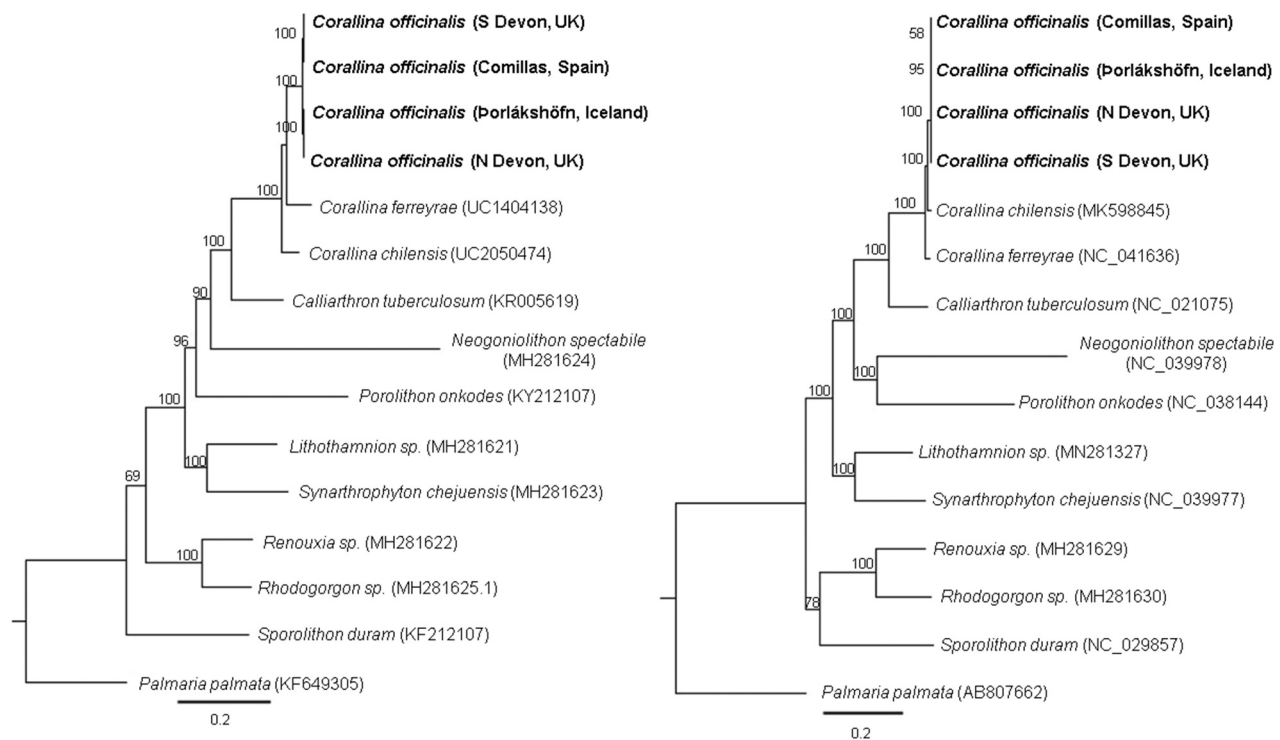 100
Corallina officinalis (S Devon, UK)
100
Corallina officinalis (Comillas, Spain)
100
Corallina officinalis (Þorlákshöfn, Iceland)
Corallina officinalis (N Devon, UK)
100
Corallina ferreyrae (UC1404138)
100
Corallina chilensis (UC2050474)
90
Calliarthron tuberculosum (KR005619)
96
Neogoniolithon spectabile
(MH281624)
Porolithon onkodes (KY212107)
100
Lithothamnion sp. (MH281621)
100
Synarthrophyton chejuensis (MH281623)
69
Renouxia sp. (MH281622)
100
Rhodogorgon sp. (MH281625.1)
Sporolithon duram (KF212107)
Palmaria palmata (KF649305)
0.2
58
Corallina officinalis (Comillas, Spain)
95
Corallina officinalis (Þorlákshöfn, Iceland)
100
Corallina officinalis (N Devon, UK)
100
Corallina officinalis (S Devon, UK)
100
Corallina chilensis (MK598845)
100
Corallina ferreyrae (NC_041636)
Calliarthron tuberculosum (NC_021075)
100
Neogoniolithon spectabile
(NC_039978)
100
Porolithon onkodes (NC_038144)
100
Lithothamnion sp. (MN281327)
100
Synarthrophyton chejuensis (NC_039977)
Renouxia sp. (MH281629)
100
Rhodogorgon sp. (MH281630)
78
Sporolithon duram (NC_029857)
Palmaria palmata (AB807662)
0.2